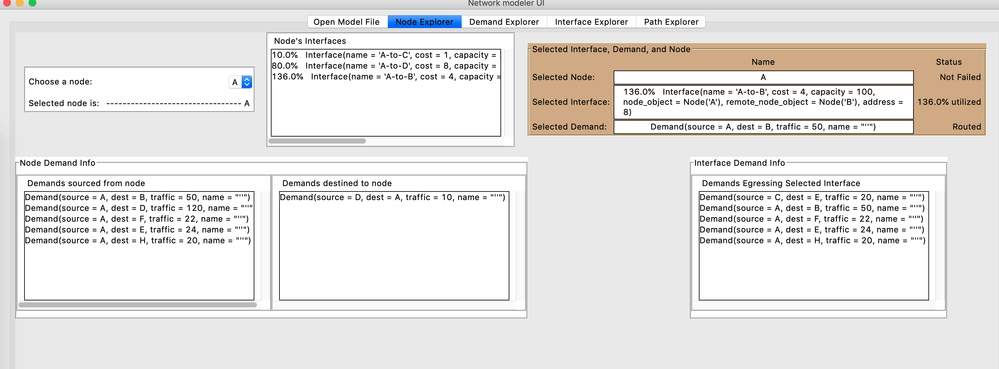 Network modeler UI
Open Model File Node Explorer Demand Explorer Interface Explorer Path Explorer
Choose a node: A
Selected node is: --------------------------------- A
Node's Interfaces
10.0% Interface(name = 'A-to-C', cost = 1, capacity =
80.0% Interface(name = 'A-to-D', cost = 8, capacity =
136.0% Interface(name = 'A-to-B', cost = 4, capacity =
Selected Interface, Demand, and Node
Name Status
Selected Node: A Not Failed
Selected Interface: 136.0% Interface(name = 'A-to-B', cost = 4, capacity = 100,
node_object = Node('A'), remote_node_object = Node('B'), address =
8) 136.0% utilized
Selected Demand: Demand(source = A, dest = B, traffic = 50, name = "''") Routed
Node Demand Info
Demands sourced from node
Demand(source = A, dest = B, traffic = 50, name = "''")
Demand(source = A, dest = D, traffic = 120, name = "''"
Demand(source = A, dest = F, traffic = 22, name = "''")
Demand(source = A, dest = E, traffic = 24, name = "''")
Demand(source = A, dest = H, traffic = 20, name = "''")
Demands destined to node
Demand(source = D, dest = A, traffic = 10, name = "''")
Interface Demand Info
Demands Egressing Selected Interface
Demand(source = C, dest = E, traffic = 20, name = "''")
Demand(source = A, dest = B, traffic = 50, name = "''")
Demand(source = A, dest = F, traffic = 22, name = "''")
Demand(source = A, dest = E, traffic = 24, name = "''")
Demand(source = A, dest = H, traffic = 20, name = "''")